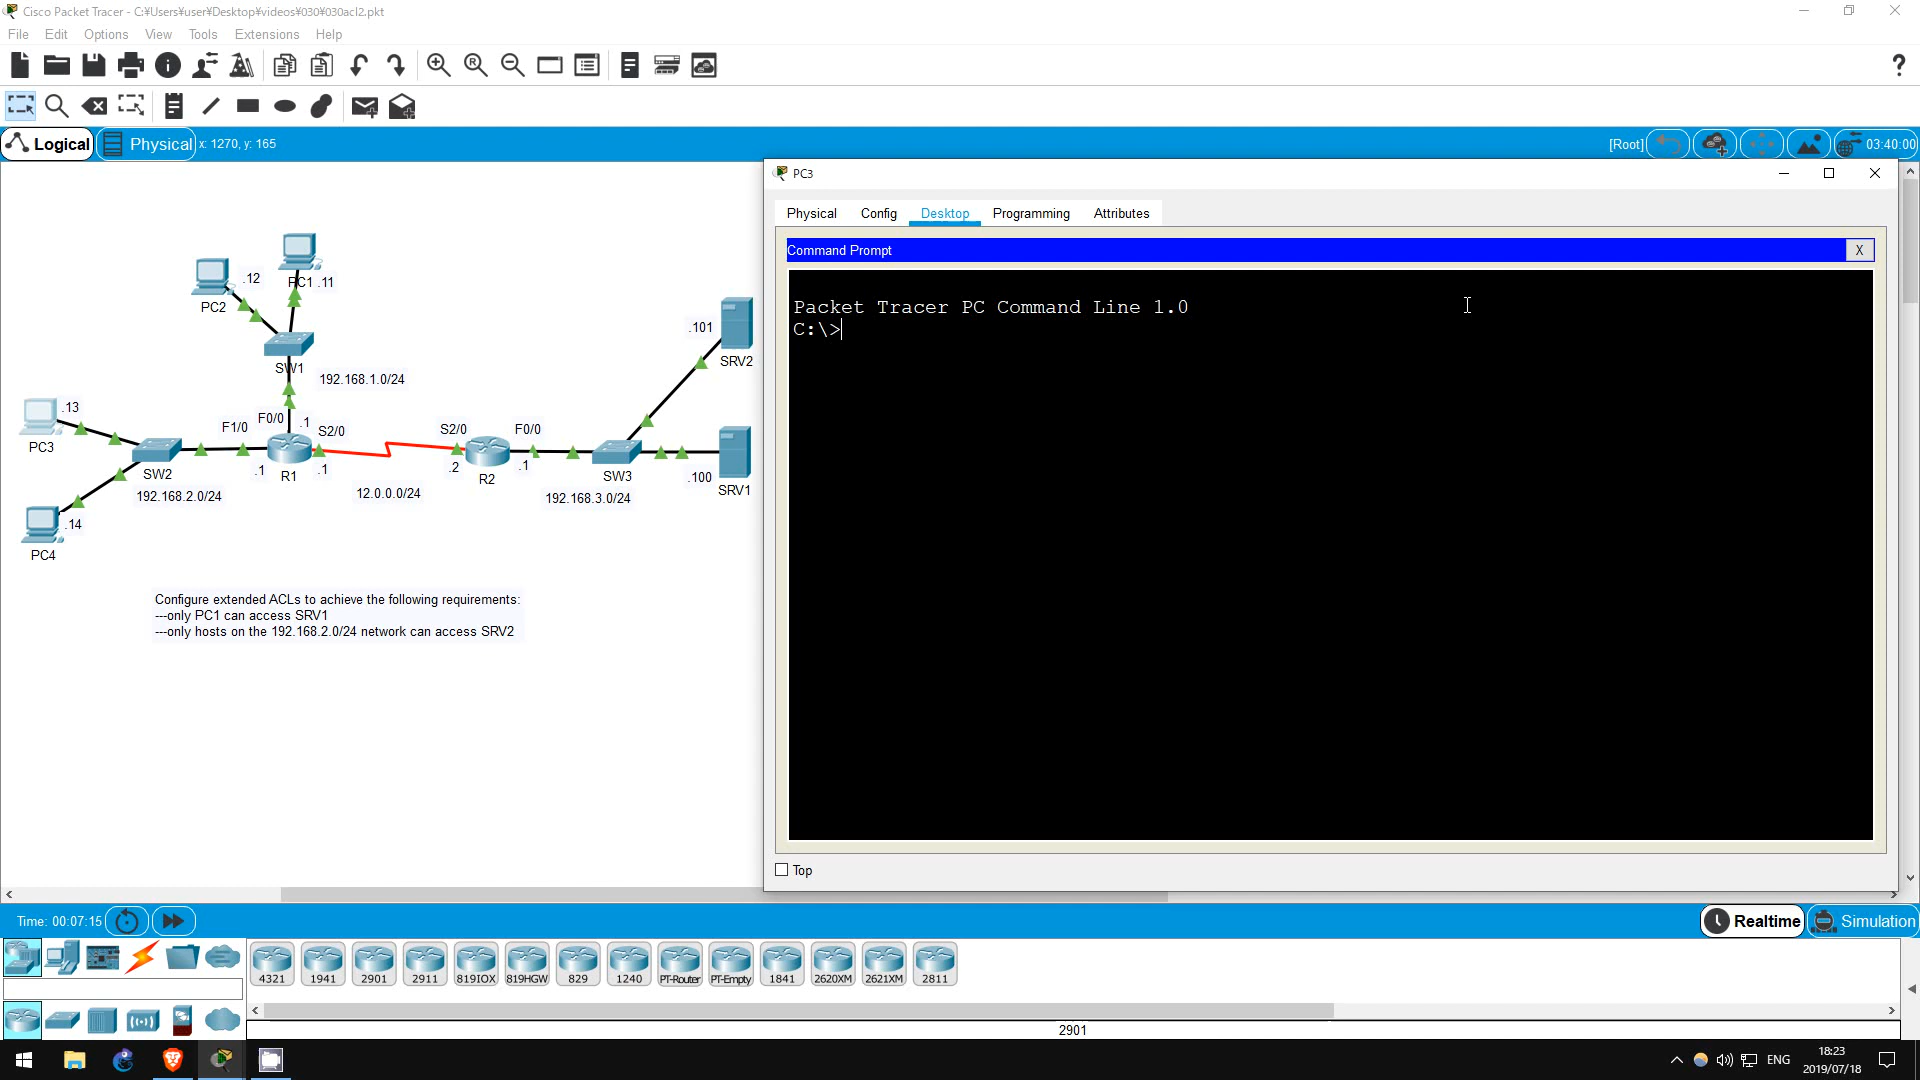 Cisco Packet Tracer - C:¥Users¥user¥Desktop¥videos¥030¥030acl2.pkt
File Edit Options View Tools Extensions Help
Logical Physical x: 1270, y: 165 [Root] 03:40:00
PC3
Physical Config Desktop Programming Attributes
Command Prompt X
Packet Tracer PC Command Line 1.0
C:\>
Top
.12
PC1 .11
PC2
.101
SW1
SRV2
192.168.1.0/24
.13
F1/0 F0/0 .1 S2/0 S2/0 F0/0
PC3
SW2 .1 R1 .1 .2 R2 .1 SW3 .100 SRV1
192.168.2.0/24 12.0.0.0/24 192.168.3.0/24
.14
PC4
Configure extended ACLs to achieve the following requirements:
---only PC1 can access SRV1
---only hosts on the 192.168.2.0/24 network can access SRV2
Time: 00:07:15 Realtime Simulation
4321 1941 2901 2911 819IOX 819HGW 829 1240 PT-Router PT-Empty 1841 2620XM 2621XM 2811
2901
ENG 18:23
2019/07/18